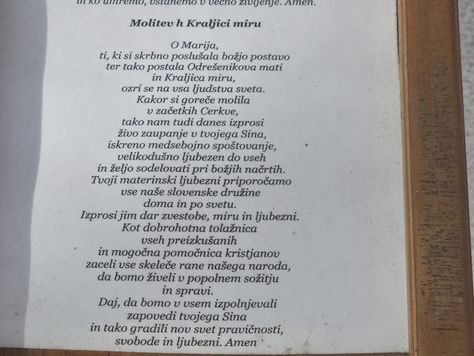 in ko umremo, vstanemo v večno življenje. Amen.
Molitev h Kraljici miru
O Marija,
ti, ki si skrbno poslušala božjo postavo
ter tako postala Odrešenikova mati
in Kraljica miru,
ozri se na vsa ljudstva sveta.
Kakor si goreče molila
v začetkih Cerkve,
tako nam tudi danes izprosi
živo zaupanje v tvojega Sina,
iskreno medsebojno spoštovanje,
velikodušno ljubezen do vseh
in željo sodelovati pri božjih načrtih.
Tvoji materinski ljubezni priporočamo
vse naše slovenske družine
doma in po svetu.
Izprosi jim dar zvestobe, miru in ljubezni.
Kot dobrohotna tolažnica
vseh preizkušanih
in mogočna pomočnica kristjanov
zaceli vse skeleče rane našega naroda,
da bomo živeli v popolnem sožitju
in spravi.
Daj, da bomo v vsem izpolnjevali
zapovedi tvojega Sina
in tako gradili nov svet pravičnosti,
svobode in ljubezni. Amen